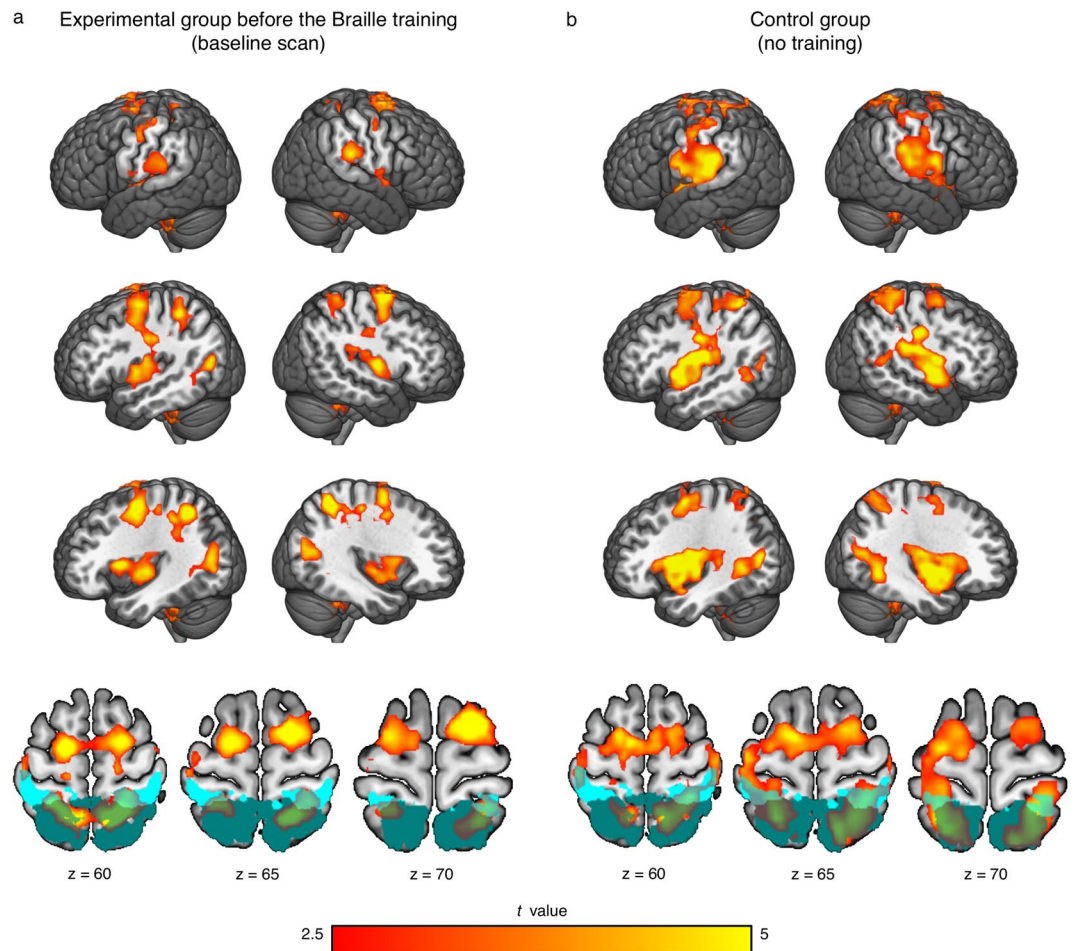 a
Experimental group before the Braille training
(baseline scan)
b
Control group
(no training)
z = 60
z = 65
z = 70
z = 60
z = 65
z = 70
t value
2.5
5